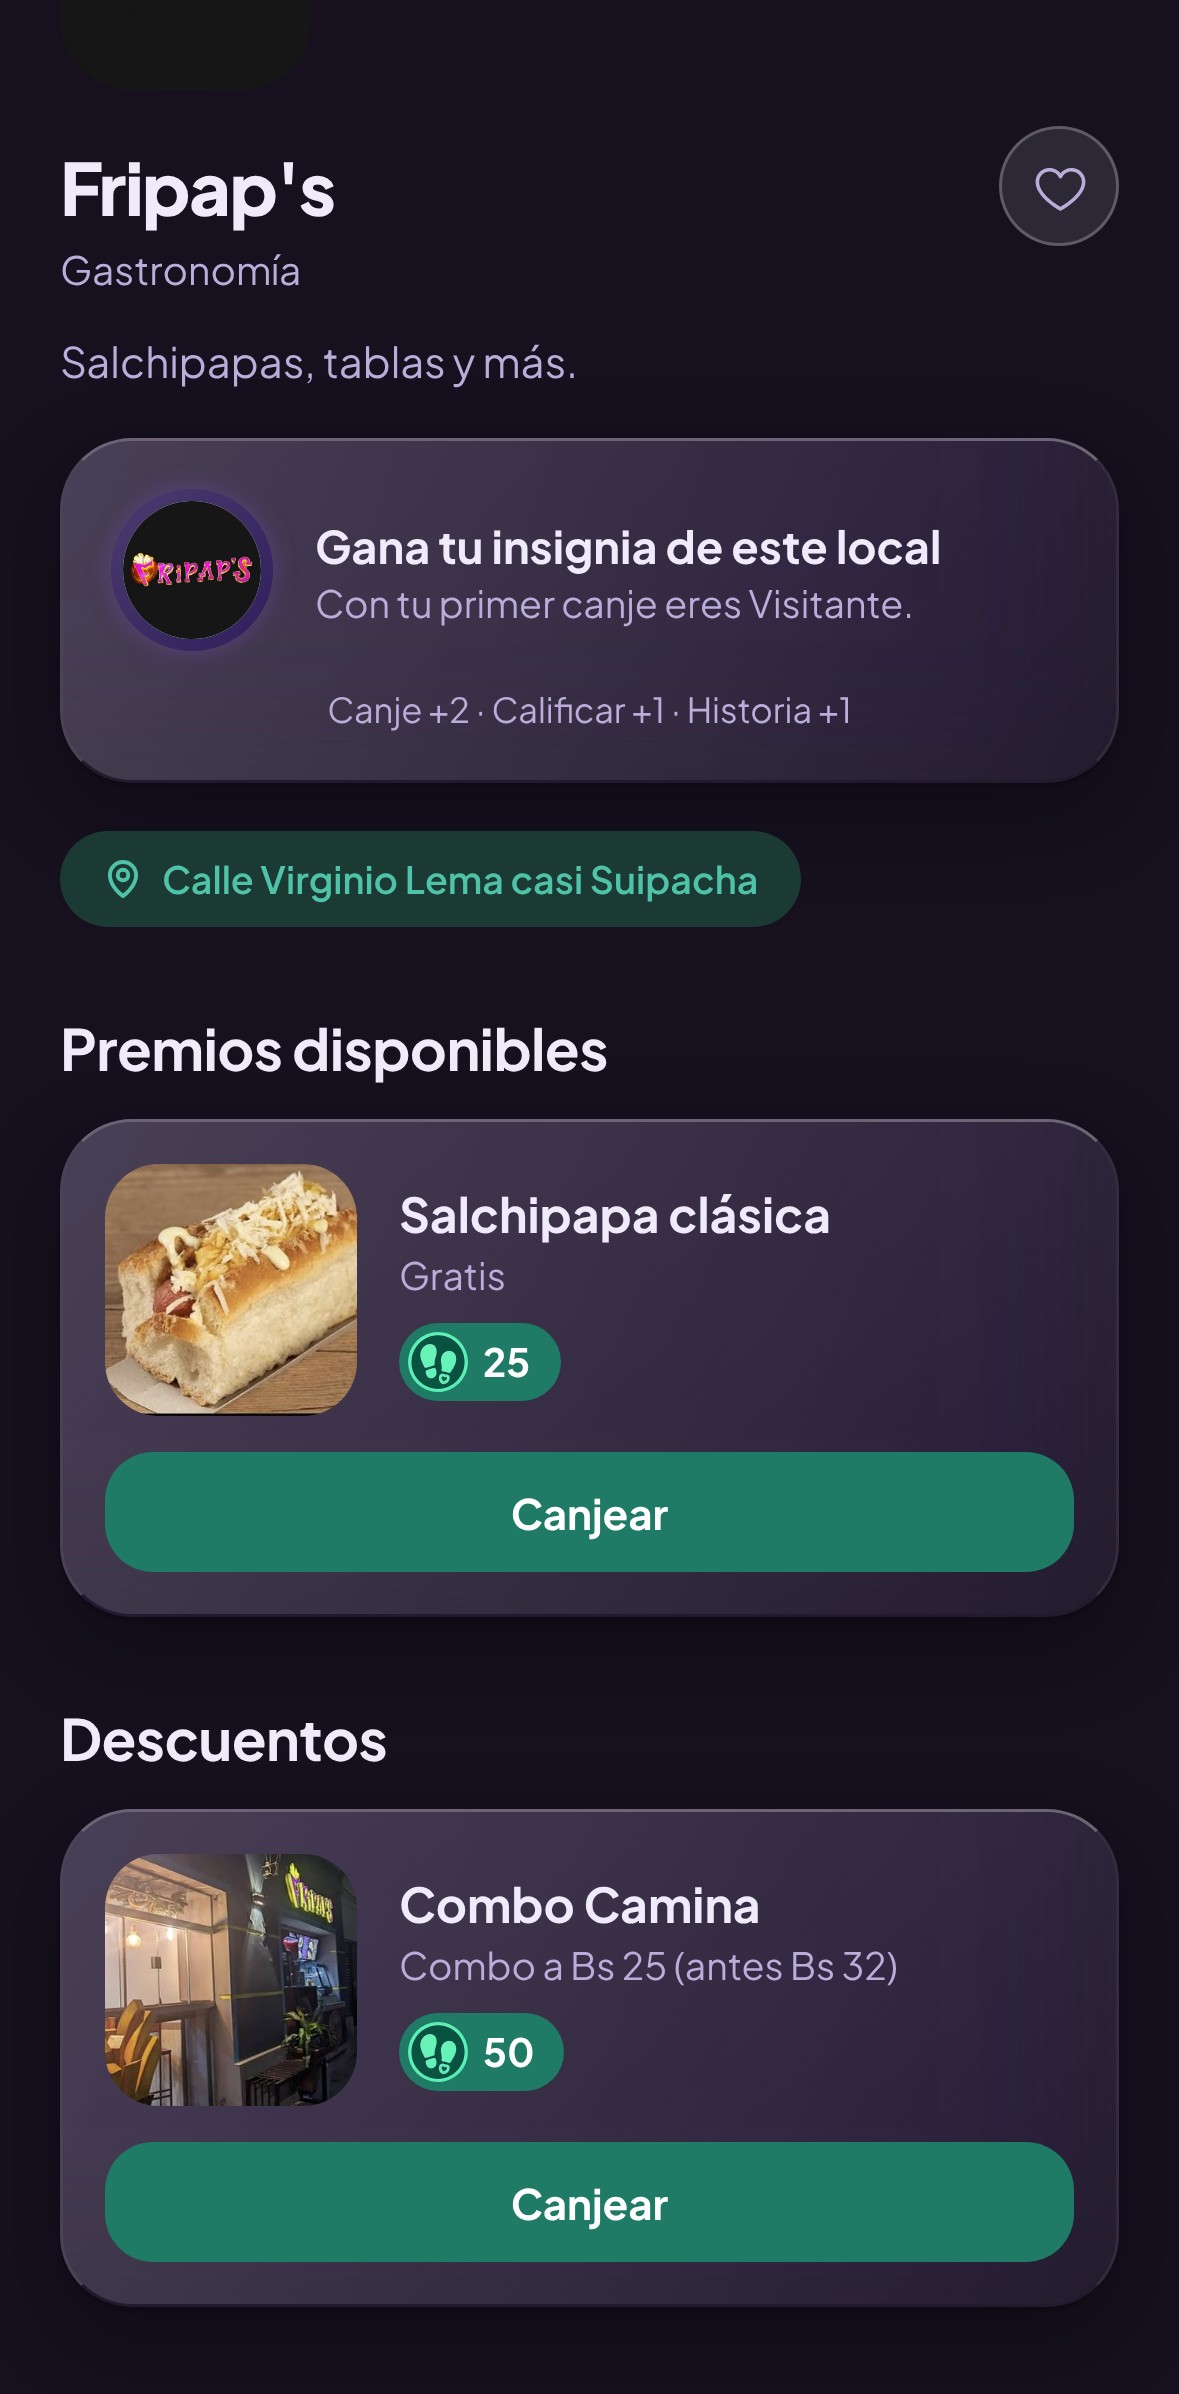 Fripap's
Gastronomía
Salchipapas, tablas y más.
FRIPAP'S
Gana tu insignia de este local
Con tu primer canje eres Visitante.
Canje +2 · Calificar +1 · Historia +1
Calle Virginio Lema casi Suipacha
Premios disponibles
Salchipapa clásica
Gratis
25
Canjear
Descuentos
FRIPAP'S
Combo Camina
Combo a Bs 25 (antes Bs 32)
50
Canjear